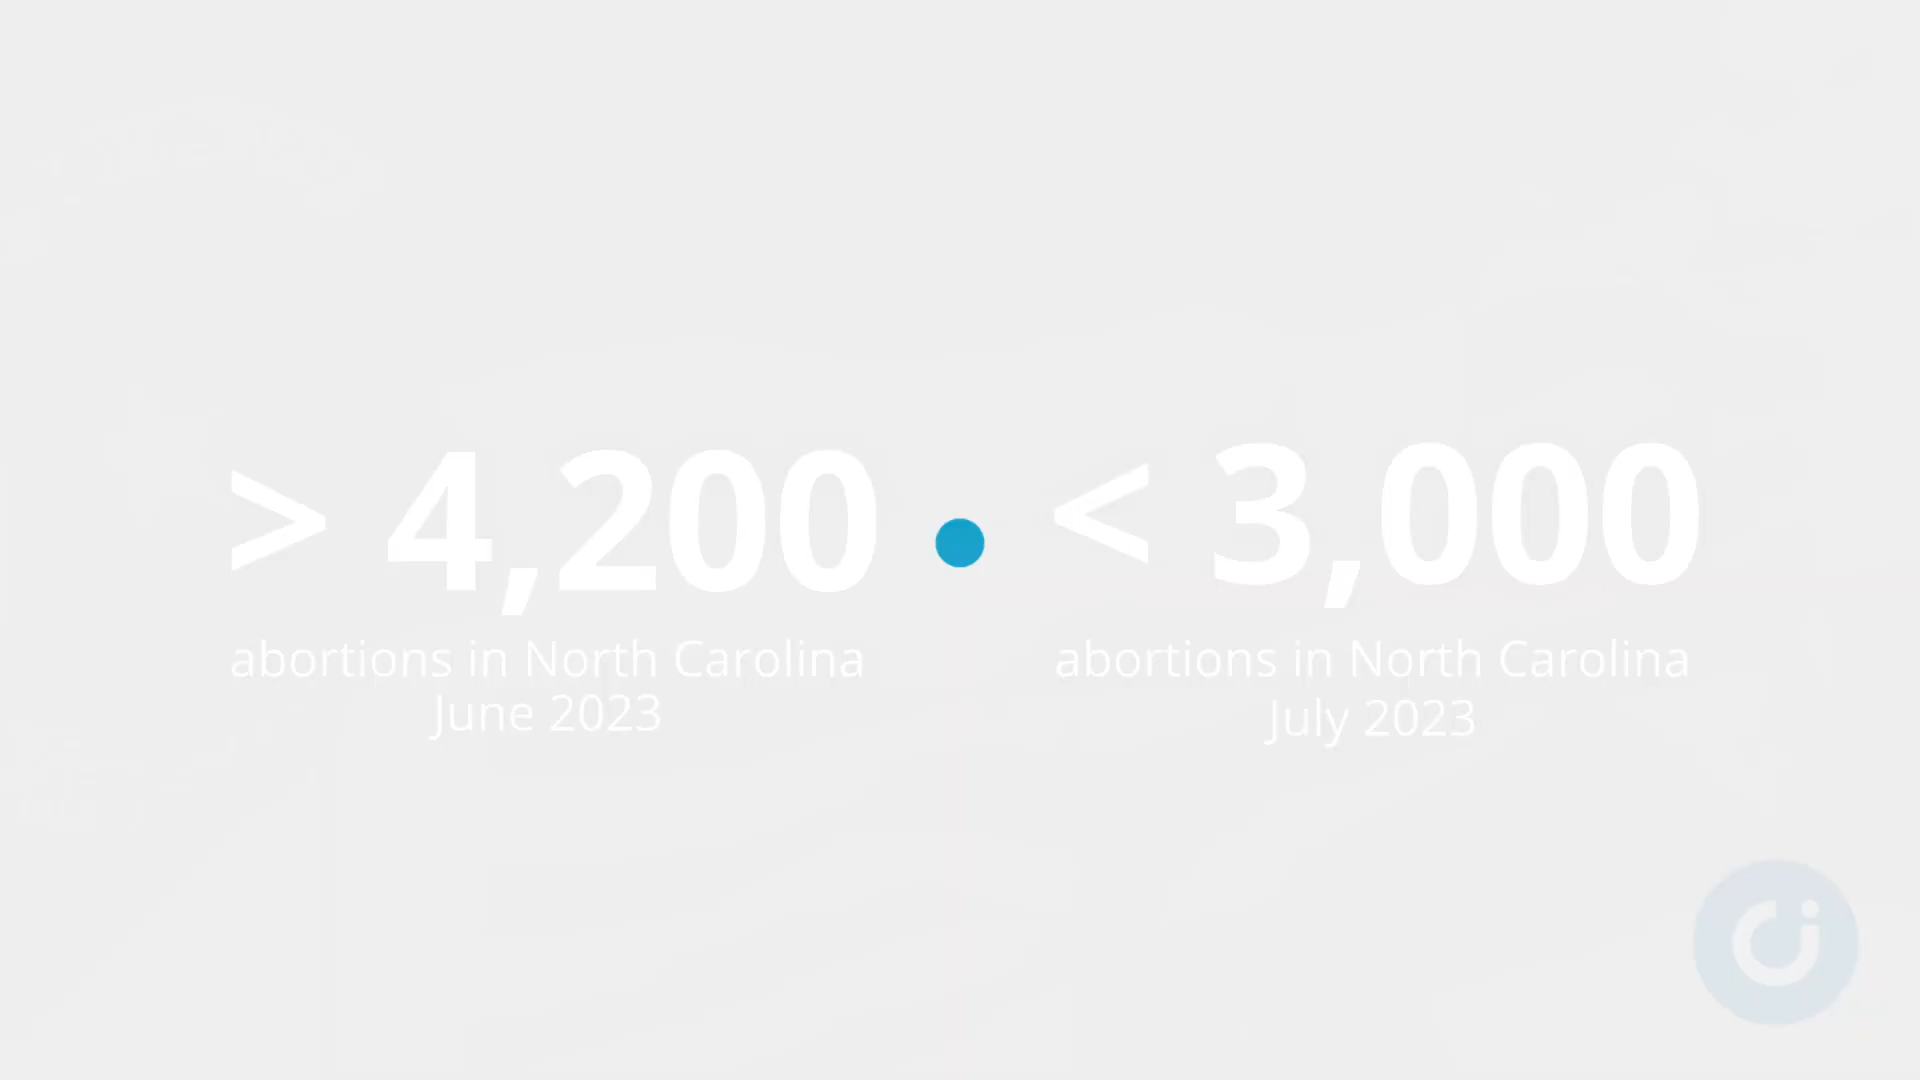 > 4,200
abortions in North Carolina
June 2023
< 3,000
abortions in North Carolina
July 2023